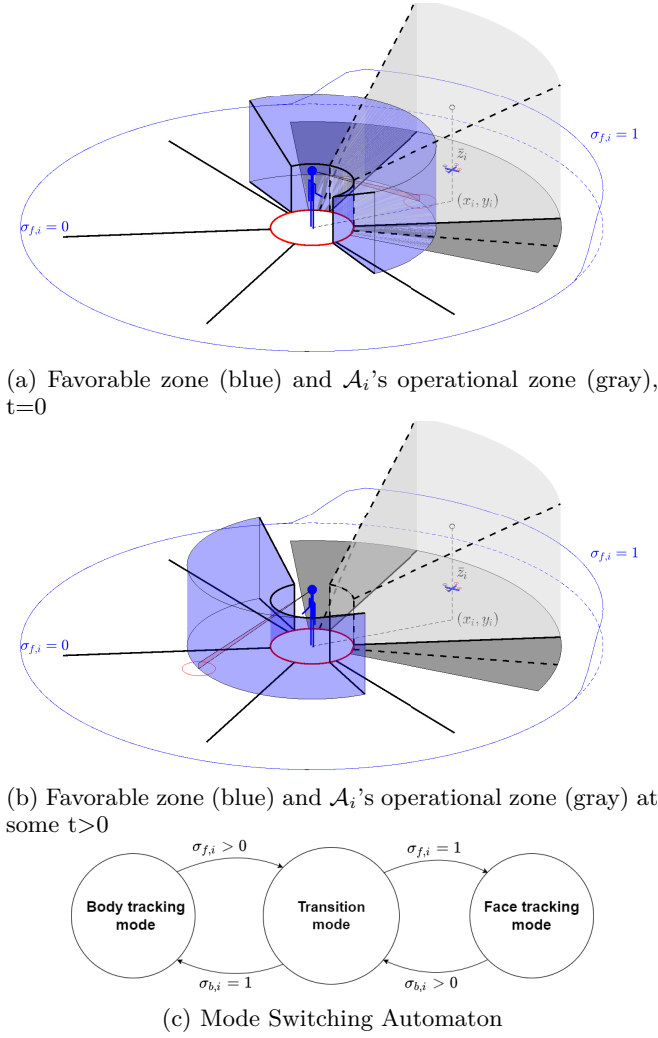 σ_{f,i} = 1
z̄_i
(x_i, y_i)
σ_{f,i} = 0
(a) Favorable zone (blue) and 𝒜_i's operational zone (gray),
t=0
σ_{f,i} = 1
z̄_i
(x_i, y_i)
σ_{f,i} = 0
(b) Favorable zone (blue) and 𝒜_i's operational zone (gray) at
some t>0
σ_{f,i} > 0
σ_{f,i} = 1
Body tracking
mode
Transition
mode
Face tracking
mode
σ_{b,i} = 1
σ_{b,i} > 0
(c) Mode Switching Automaton